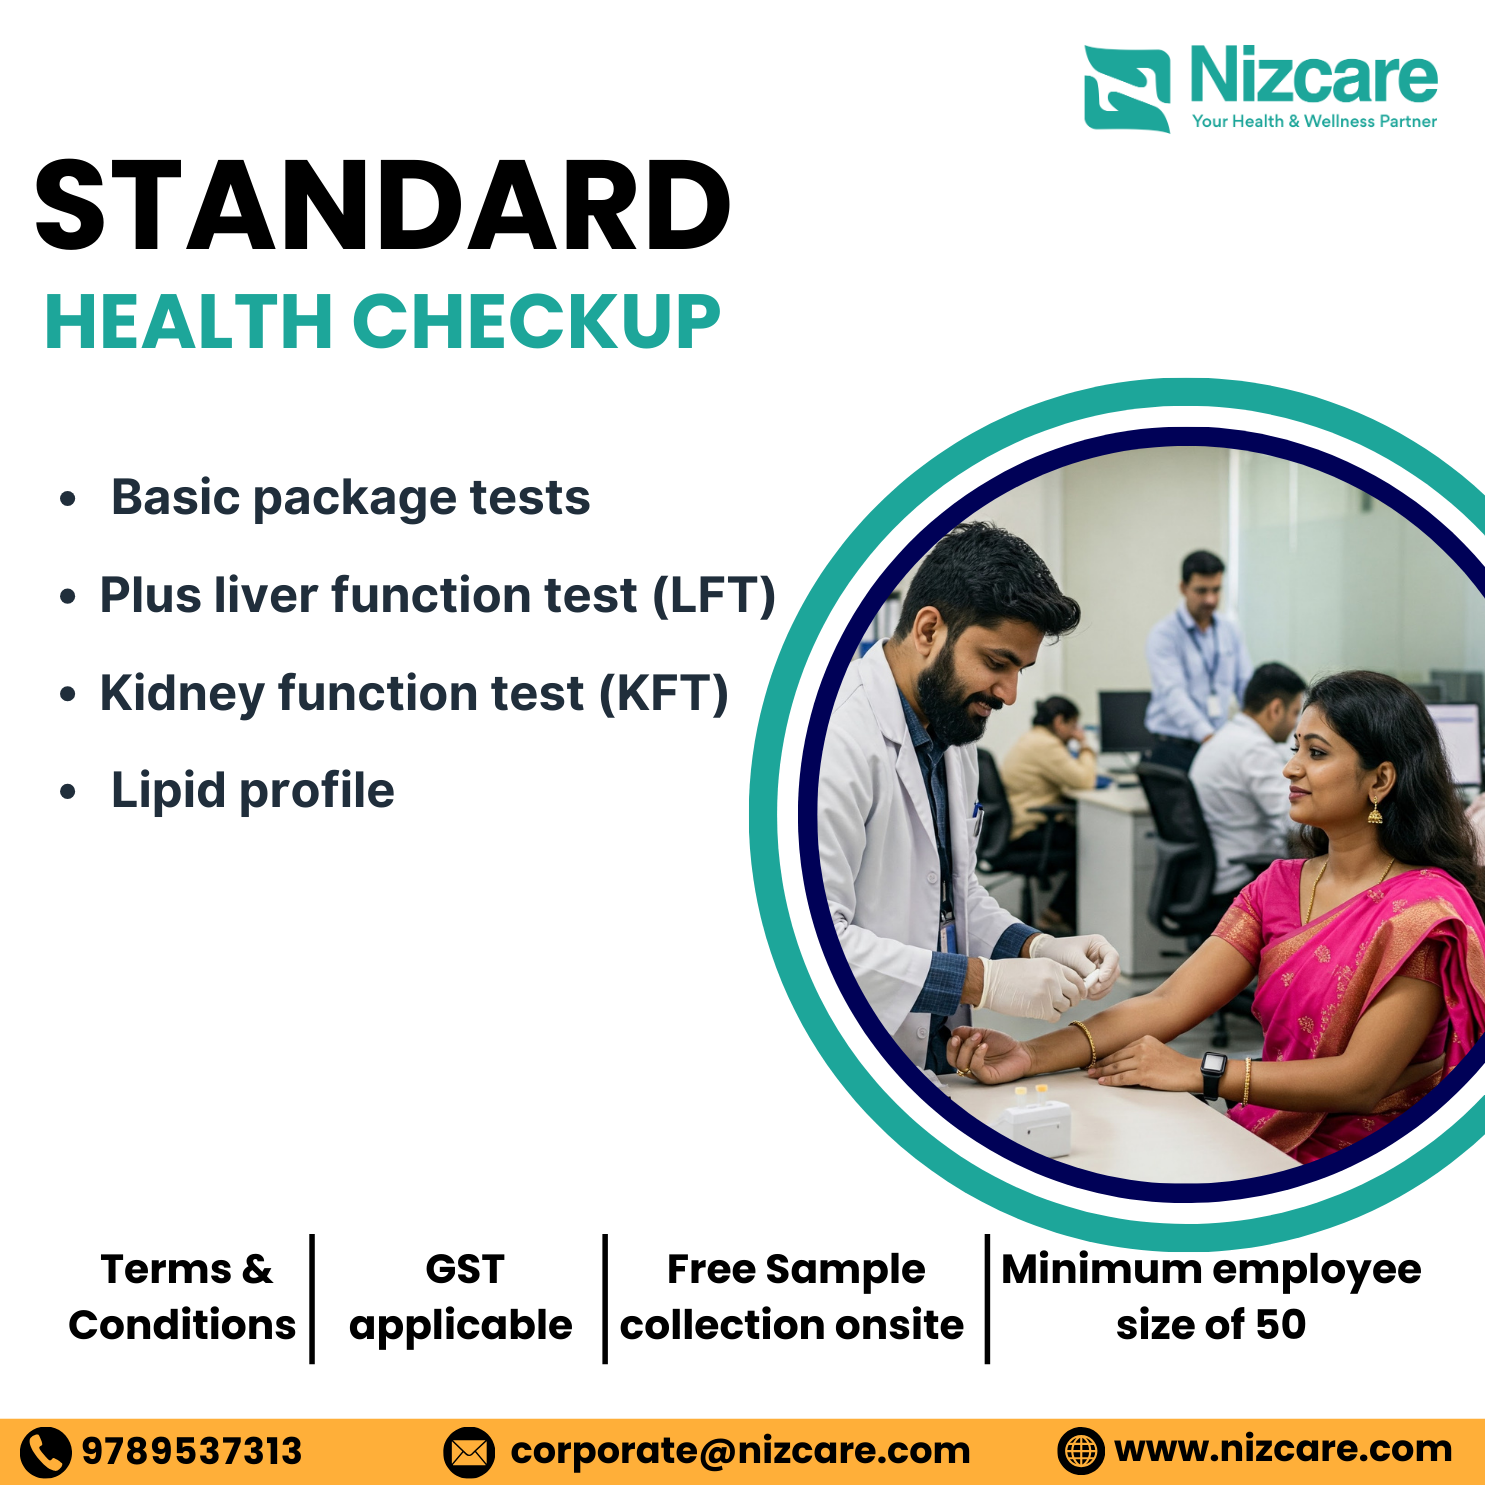 Nizcare
Your Health & Wellness Partner
STANDARD
HEALTH CHECKUP
• Basic package tests
• Plus liver function test (LFT)
• Kidney function test (KFT)
• Lipid profile
Terms &
Conditions
GST
applicable
Free Sample
collection onsite
Minimum employee
size of 50
9789537313
corporate@nizcare.com
www.nizcare.com